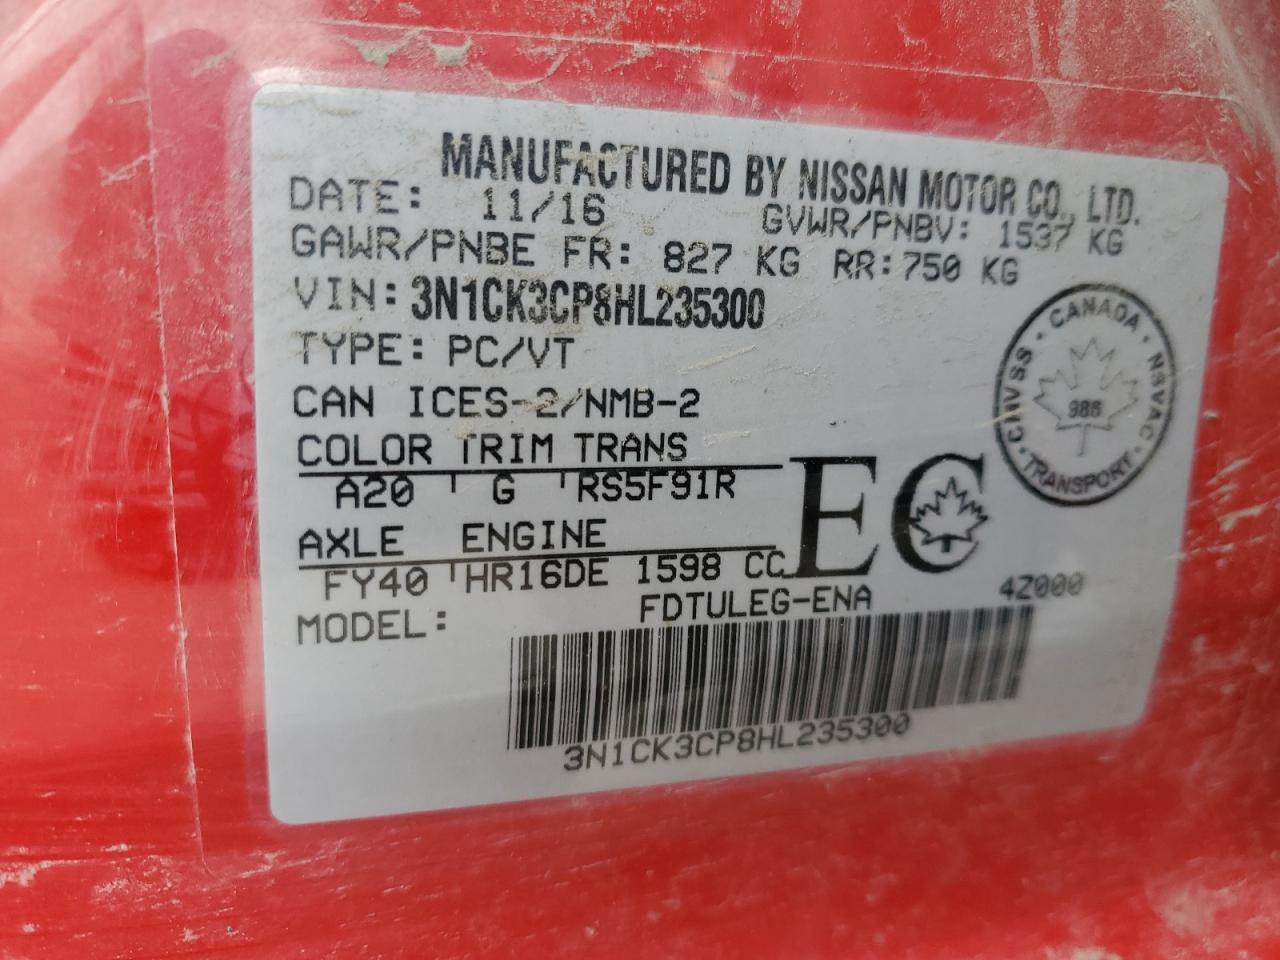 MANUFACTURED BY NISSAN MOTOR CO., LTD.
DATE: 11/16 GVWR/PNBV: 1537 KG
GAWR/PNBE FR: 827 KG RR: 750 KG
VIN: 3N1CK3CP8HL235300
TYPE: PC/VT
CAN ICES-2/NMB-2
COLOR TRIM TRANS
A20 G RS5F91R
AXLE ENGINE
FY40 HR16DE 1598 CC
MODEL: FDTULEG-ENA 4Z000
3N1CK3CP8HL235300
EC
CANADA
CMVSS · NSVAC
TRANSPORT